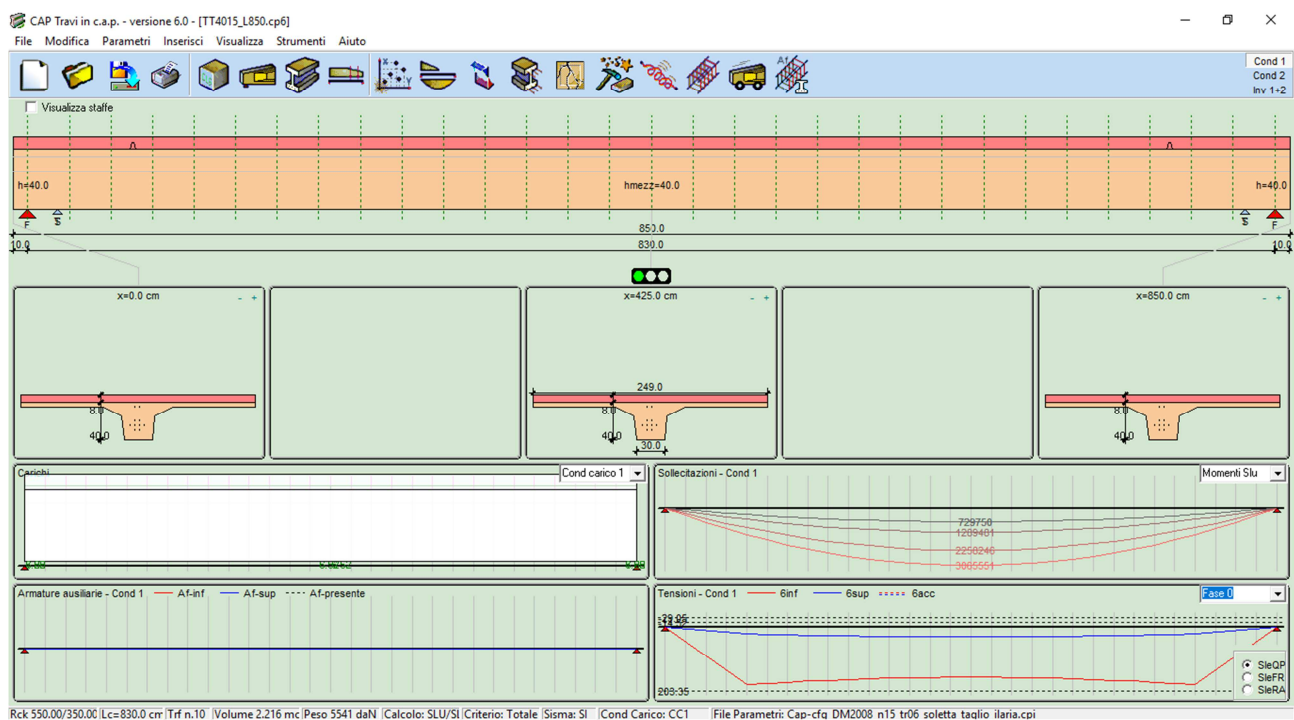 CAP Travi in c.a.p. - versione 6.0 - [TT4015_L850.cp6]
File Modifica Parametri Inserisci Visualizza Strumenti Aiuto
Cond 1
Cond 2
Inv 1+2
Visualizza staffe
h=40.0 hmezz=40.0 h=40.0
F S S F
850.0
10.0 830.0 10.0
x=0.0 cm - + x=425.0 cm - + x=850.0 cm - +
249.0
8.0 8.0 8.0
40.0 40.0 40.0
30.0
Carichi Cond carico 1
Sollecitazioni - Cond 1 Momenti Slu
729750
2250246
Armature ausiliarie - Cond 1 Af-inf Af-sup Af-presente
Tensioni - Cond 1 6inf 6sup 6acc Fase 0
203.35
SleQP
SleFR
SleRA
Rck 550.00/350.00 Lc=830.0 cm Trf n.10 Volume 2.216 mc Peso 5541 daN Calcolo: SLU/Sl Criterio: Totale Sisma: SI Cond Carico: CC1 File Parametri: Cap-cfg_DM2008_n15_tr06_soletta_taglio_ilaria.cpi